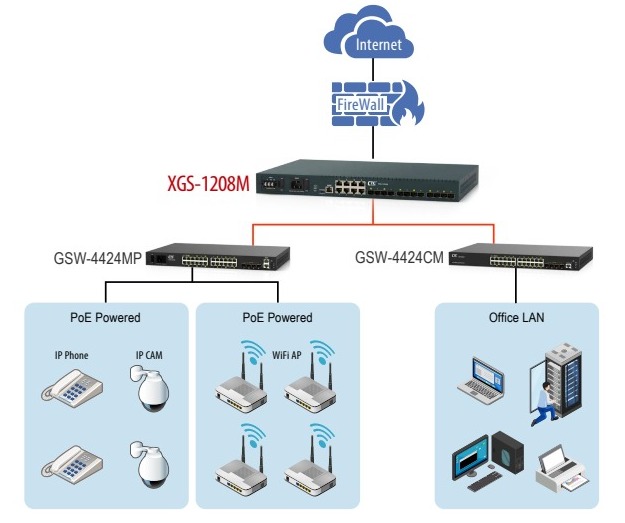 Internet
FireWall
XGS-1208M
CTC
GSW-4424MP
GSW-4424CM
PoE Powered
PoE Powered
Office LAN
IP Phone
IP CAM
WiFi AP